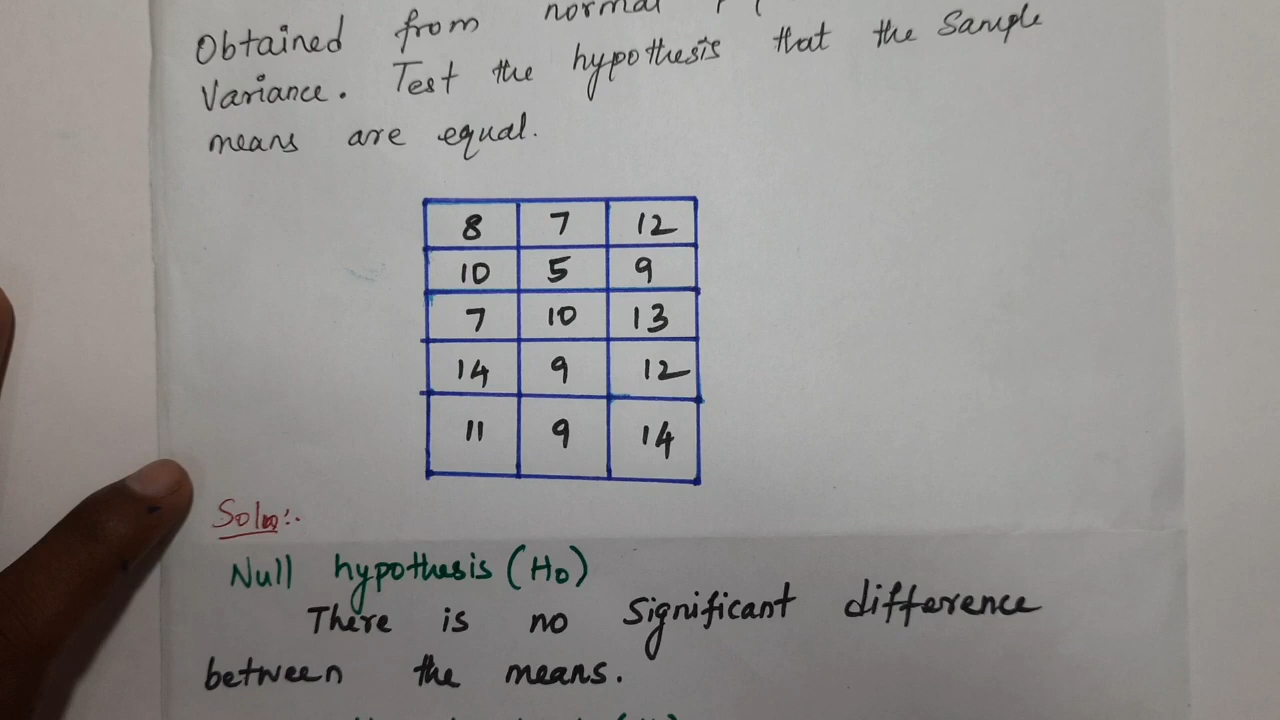 Obtained from normal
Variance. Test the hypothesis that the Sample
means are equal.
8 7 12
10 5 9
7 10 13
14 9 12
11 9 14
Soln:.
Null hypothesis (H0)
There is no significant difference
between the means.